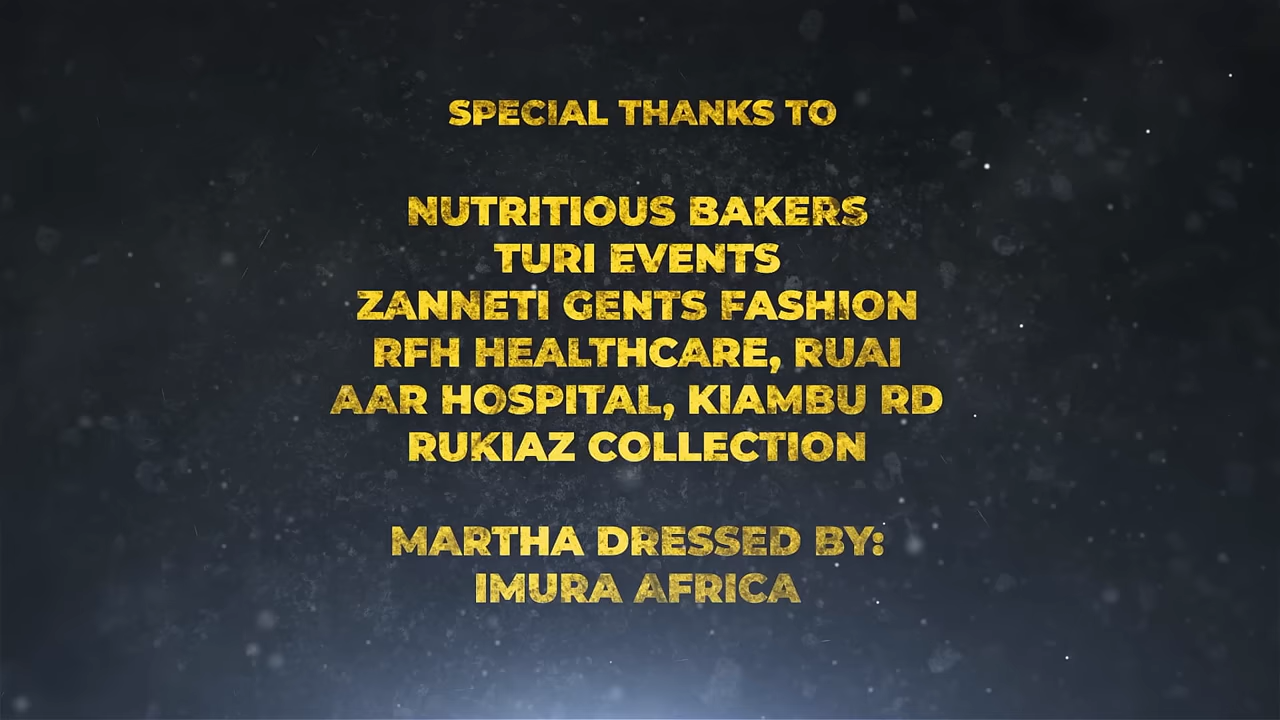 SPECIAL THANKS TO
NUTRITIOUS BAKERS
TURI EVENTS
ZANNETI GENTS FASHION
RFH HEALTHCARE, RUAI
AAR HOSPITAL, KIAMBU RD
RUKIAZ COLLECTION
MARTHA DRESSED BY:
IMURA AFRICA